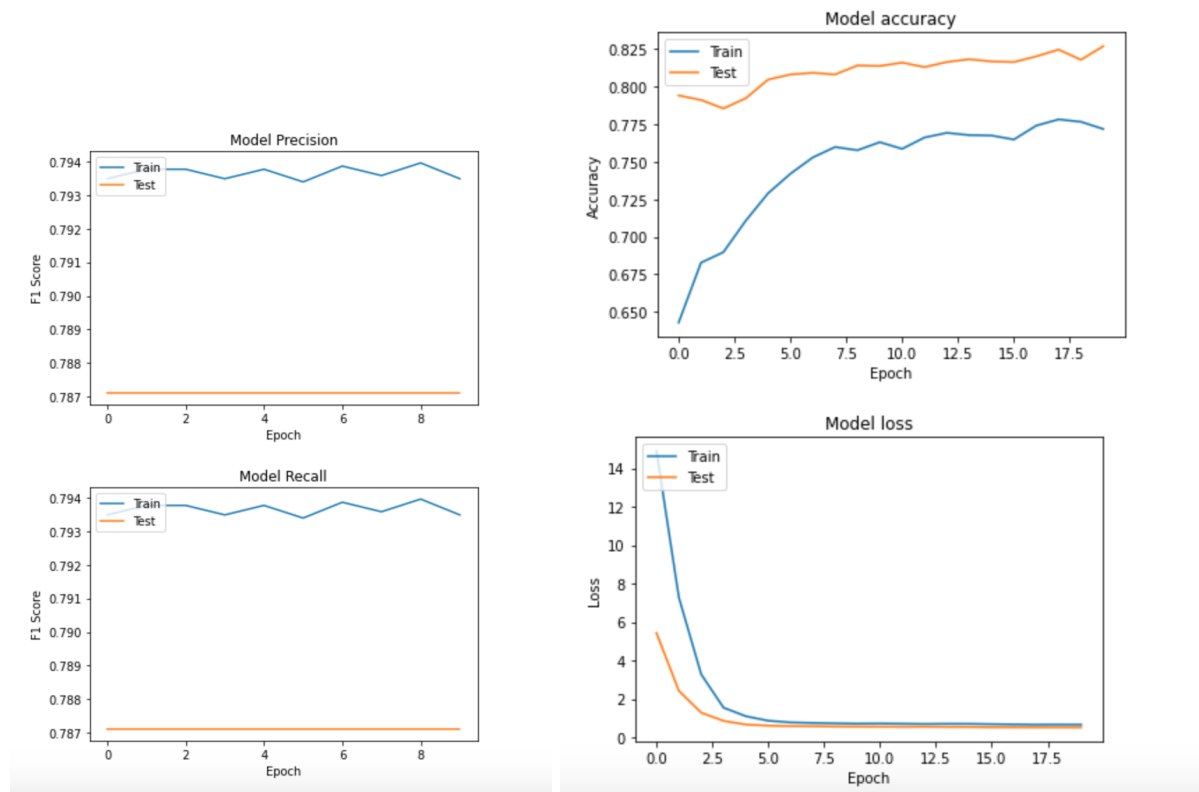 Model Precision
0.794
0.793
0.792
0.791
0.790
0.789
0.788
0.787
F1 Score
Train
Test
0 2 4 6 8
Epoch
Model Recall
0.794
0.793
0.792
0.791
0.790
0.789
0.788
0.787
F1 Score
Train
Test
0 2 4 6 8
Epoch
Model accuracy
0.825
0.800
0.775
0.750
0.725
0.700
0.675
0.650
Accuracy
Train
Test
0.0 2.5 5.0 7.5 10.0 12.5 15.0 17.5
Epoch
Model loss
14
12
10
8
6
4
2
0
Loss
Train
Test
0.0 2.5 5.0 7.5 10.0 12.5 15.0 17.5
Epoch